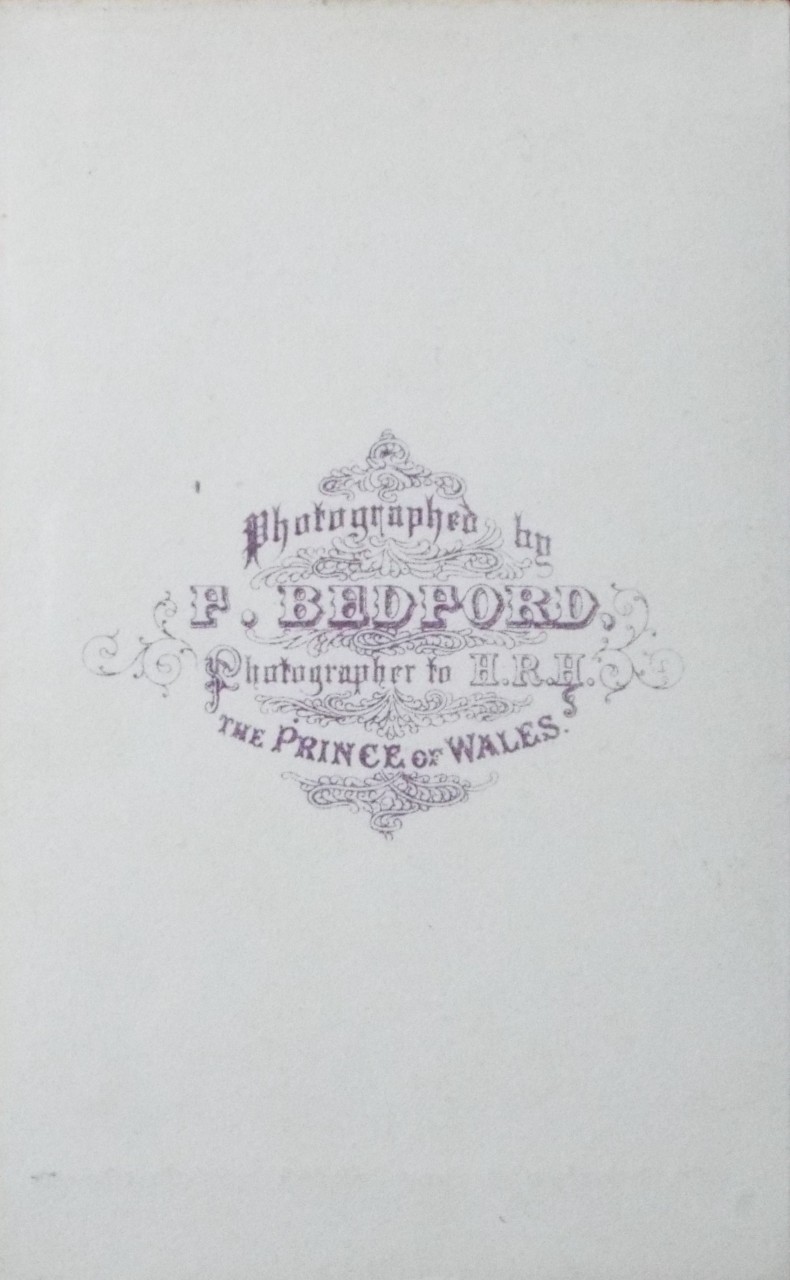 Photographed by
F. BEDFORD,
Photographer to H.R.H.
THE PRINCE OF WALES.